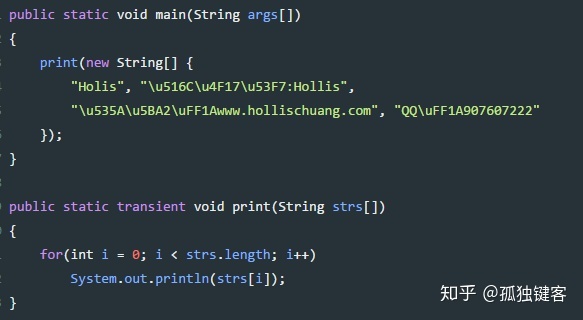 public static void main(String args[])
{
    print(new String[] {
        "Holis", "\u516C\u4F17\u53F7:Hollis",
        "\u535A\u5BA2\uFF1Awww.hollischuang.com", "QQ\uFF1A907607222"
    });
}

public static transient void print(String strs[])
{
    for(int i = 0; i < strs.length; i++)
        System.out.println(strs[i]);
}
知乎 @孤独键客